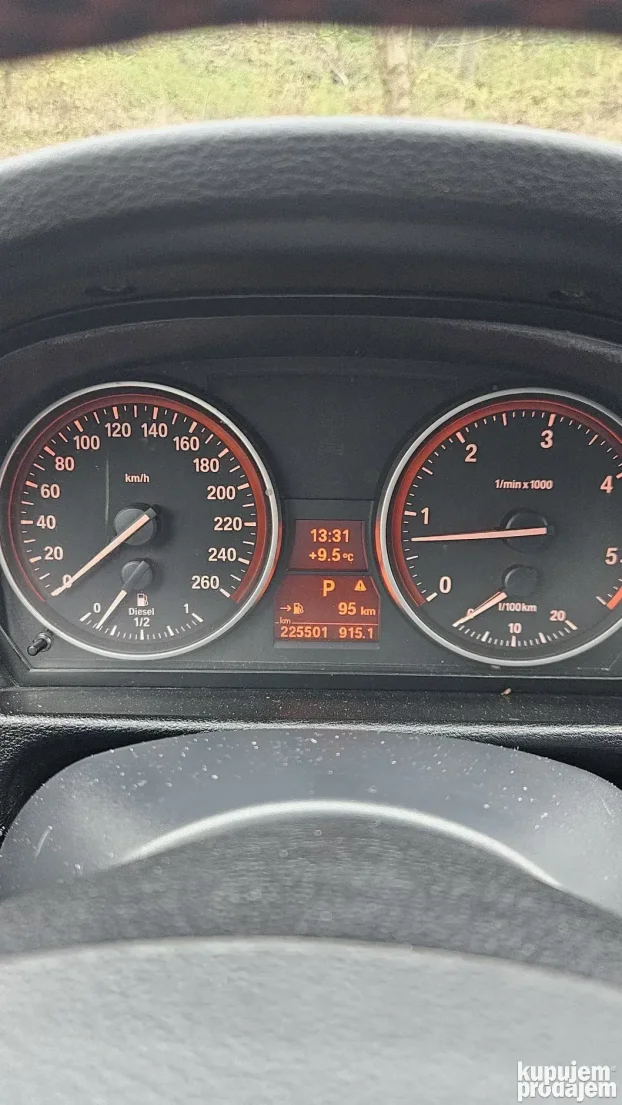 0 20 40 60 80 100 120 140 160 180 200 220 240 260
km/h
0 1/2 1
Diesel
13:31
+9.5°C
P
→ 95 km
km
225501 915.1
0 1 2 3 4 5
1/min x 1000
0 10 20
l/100km
kupujem
prodajem